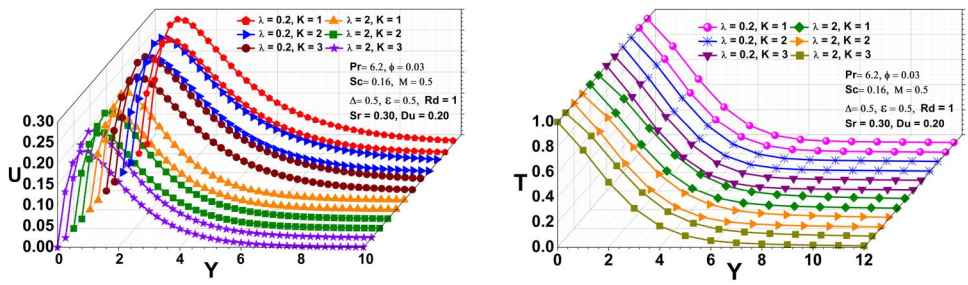 λ = 0.2, K = 1 λ = 2, K = 1
λ = 0.2, K = 2 λ = 2, K = 2
λ = 0.2, K = 3 λ = 2, K = 3
Pr= 6.2, ϕ = 0.03
Sc= 0.16, M = 0.5
Δ= 0.5, Ɛ = 0.5, Rd = 1
Sr = 0.30, Du = 0.20
0.30
0.25
0.20
0.15
0.10
0.05
0.00
U
0 2 4 6 8 10
Y
λ = 0.2, K = 1 λ = 2, K = 1
λ = 0.2, K = 2 λ = 2, K = 2
λ = 0.2, K = 3 λ = 2, K = 3
Pr= 6.2, ϕ = 0.03
Sc= 0.16, M = 0.5
Δ= 0.5, Ɛ = 0.5, Rd = 1
Sr = 0.30, Du = 0.20
1.0
0.8
0.6
0.4
0.2
0.0
T
0 2 4 6 8 10 12
Y